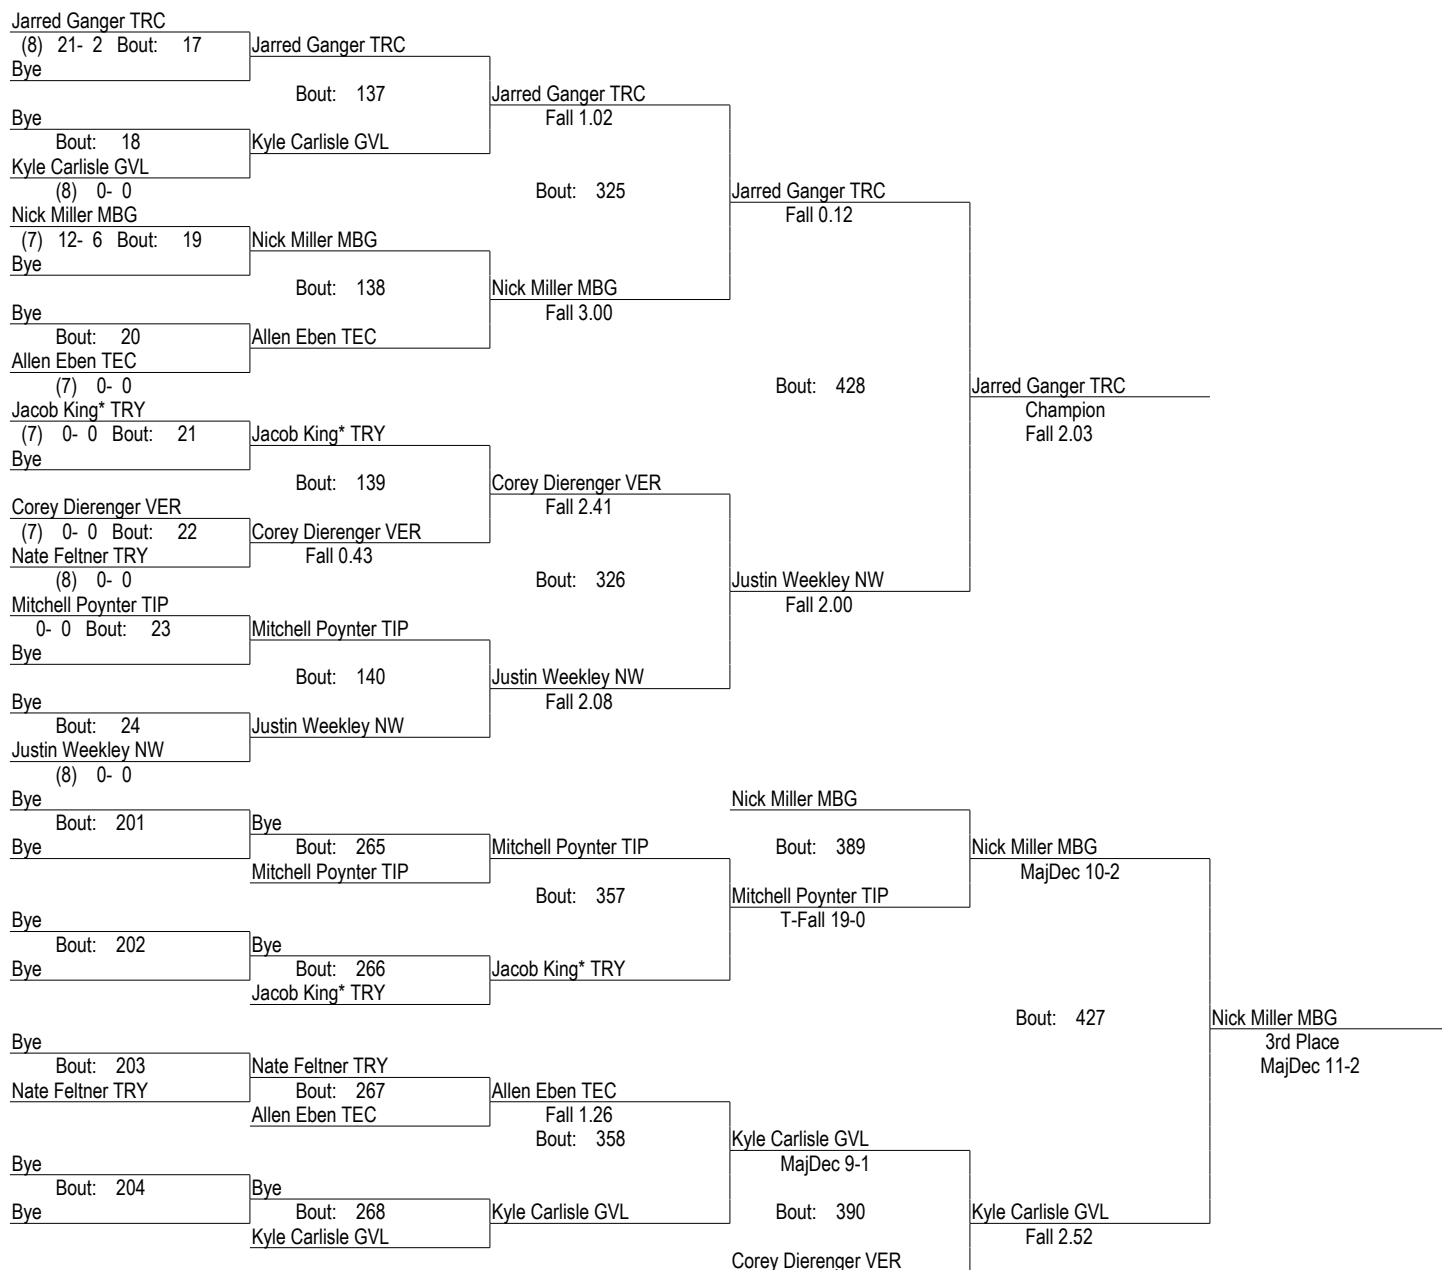 Jarred Ganger TRC
(8) 21- 2 Bout: 17
Jarred Ganger TRC
Bye
Bout: 137
Jarred Ganger TRC
Bye
Fall 1.02
Bout: 18
Kyle Carlisle GVL
Kyle Carlisle GVL
(8) 0- 0
Bout: 325
Jarred Ganger TRC
Nick Miller MBG
Fall 0.12
(7) 12- 6 Bout: 19
Nick Miller MBG
Bye
Bout: 138
Nick Miller MBG
Bye
Fall 3.00
Bout: 20
Allen Eben TEC
Allen Eben TEC
(7) 0- 0
Bout: 428
Jarred Ganger TRC
Jacob King* TRY
Champion
(7) 0- 0 Bout: 21
Jacob King* TRY
Fall 2.03
Bye
Bout: 139
Corey Dierenger VER
Corey Dierenger VER
Fall 2.41
(7) 0- 0 Bout: 22
Corey Dierenger VER
Nate Feltner TRY
Fall 0.43
(8) 0- 0
Bout: 326
Justin Weekley NW
Mitchell Poynter TIP
Fall 2.00
0- 0 Bout: 23
Mitchell Poynter TIP
Bye
Bout: 140
Justin Weekley NW
Bye
Fall 2.08
Bout: 24
Justin Weekley NW
Justin Weekley NW
(8) 0- 0
Bye
Nick Miller MBG
Bout: 201
Bye
Bye
Bout: 265
Mitchell Poynter TIP
Bout: 389
Nick Miller MBG
Mitchell Poynter TIP
MajDec 10-2
Bout: 357
Mitchell Poynter TIP
Bye
T-Fall 19-0
Bout: 202
Bye
Bye
Bout: 266
Jacob King* TRY
Jacob King* TRY
Bout: 427
Nick Miller MBG
Bye
3rd Place
Bout: 203
Nate Feltner TRY
MajDec 11-2
Nate Feltner TRY
Bout: 267
Allen Eben TEC
Allen Eben TEC
Fall 1.26
Bout: 358
Kyle Carlisle GVL
Bye
MajDec 9-1
Bout: 204
Bye
Bye
Bout: 268
Kyle Carlisle GVL
Bout: 390
Kyle Carlisle GVL
Kyle Carlisle GVL
Fall 2.52
Corey Dierenger VER